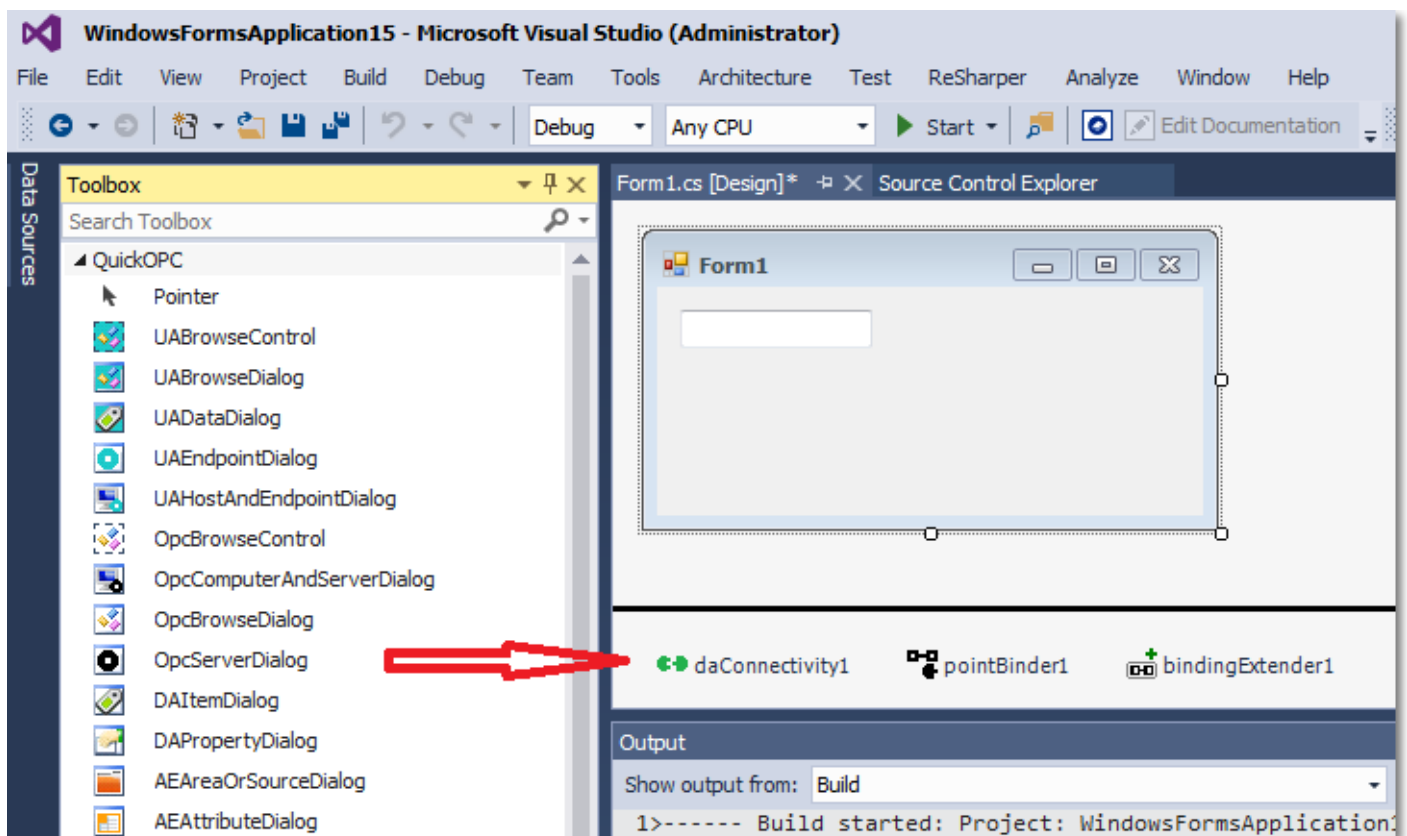 WindowsFormsApplication15 - Microsoft Visual Studio (Administrator)
File Edit View Project Build Debug Team Tools Architecture Test ReSharper Analyze Window Help
Debug Any CPU Start Edit Documentation
Data Sources
Toolbox
Search Toolbox
QuickOPC
Pointer
UABrowseControl
UABrowseDialog
UADataDialog
UAEndpointDialog
UAHostAndEndpointDialog
OpcBrowseControl
OpcComputerAndServerDialog
OpcBrowseDialog
OpcServerDialog
DAItemDialog
DAPropertyDialog
AEAreaOrSourceDialog
AEAttributeDialog
Form1.cs [Design]* Source Control Explorer
Form1
daConnectivity1 pointBinder1 bindingExtender1
Output
Show output from: Build
1>------ Build started: Project: WindowsFormsApplication1